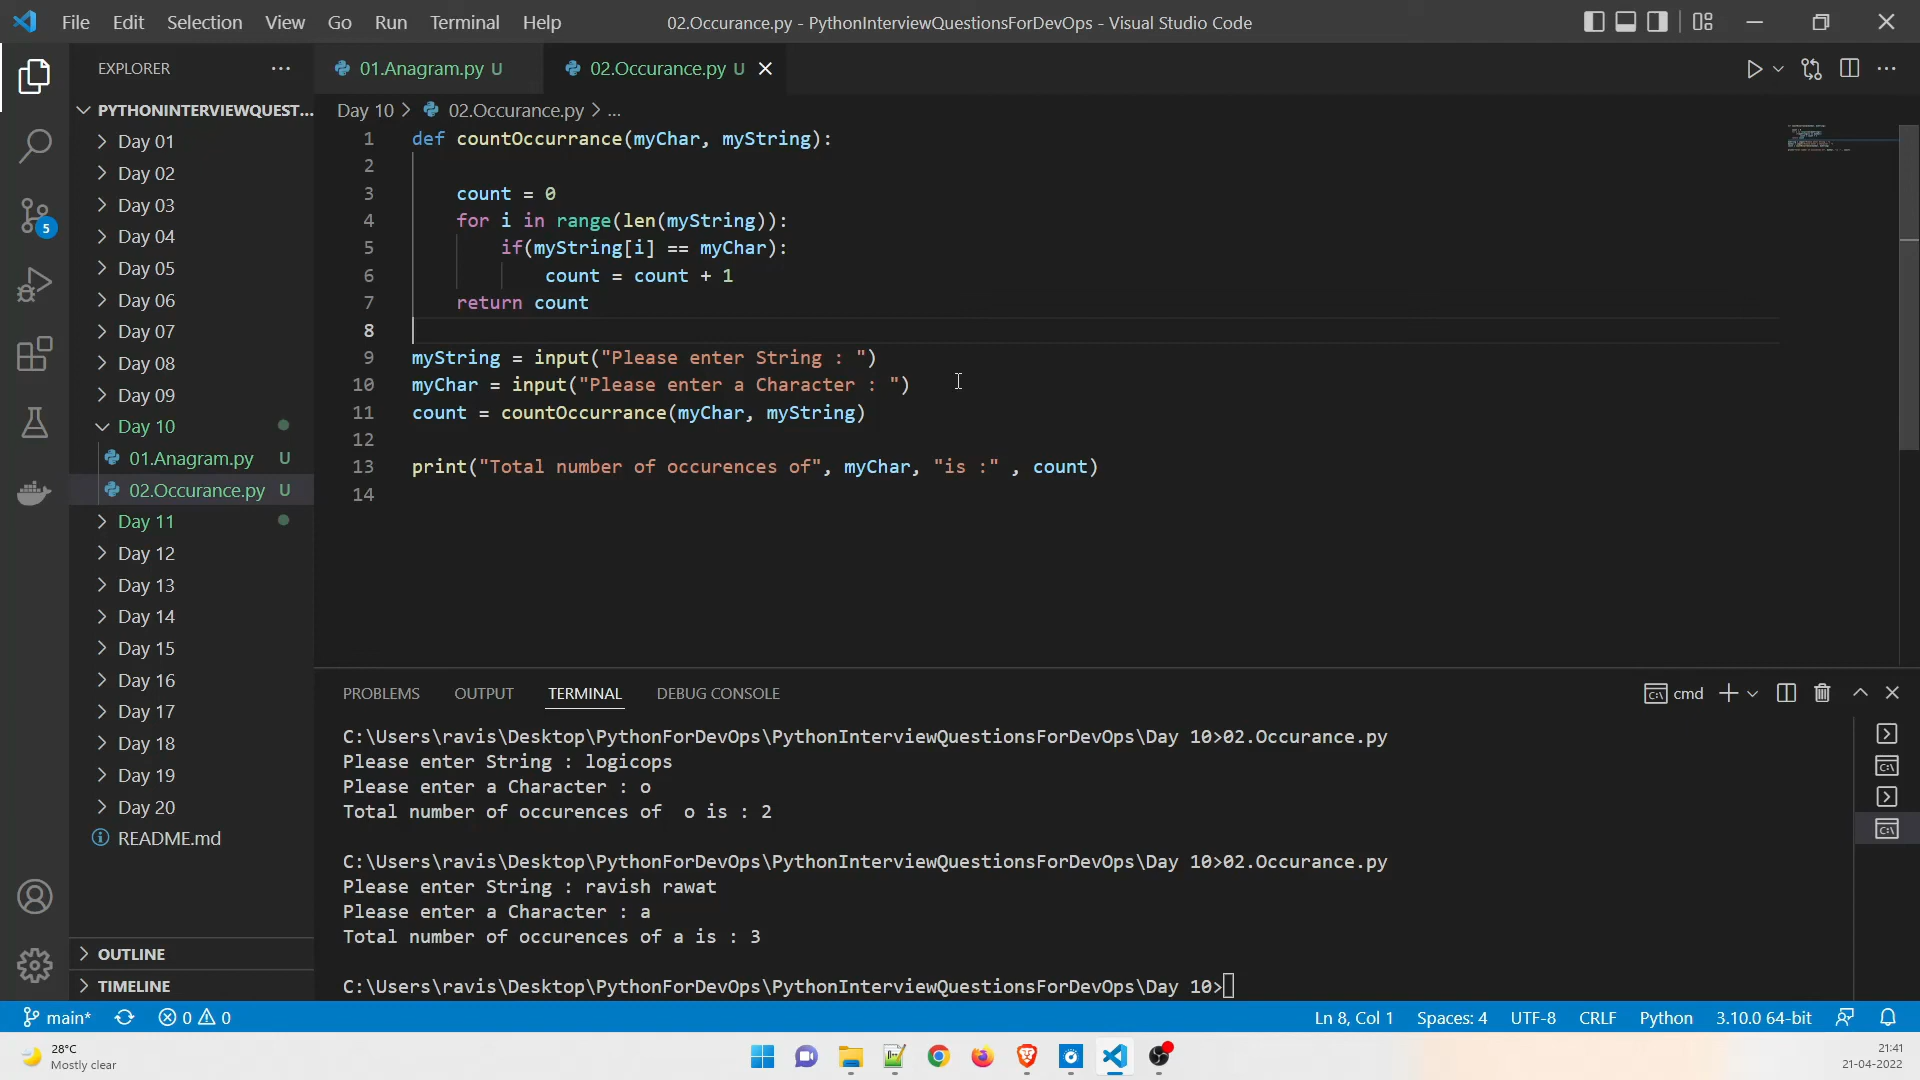 File Edit Selection View Go Run Terminal Help
02.Occurance.py - PythonInterviewQuestionsForDevOps - Visual Studio Code
EXPLORER ...
01.Anagram.py U
02.Occurance.py U
PYTHONINTERVIEWQUEST...
Day 01
Day 02
Day 03
Day 04
Day 05
Day 06
Day 07
Day 08
Day 09
Day 10
01.Anagram.py U
02.Occurance.py U
Day 11
Day 12
Day 13
Day 14
Day 15
Day 16
Day 17
Day 18
Day 19
Day 20
README.md
OUTLINE
TIMELINE
5
Day 10 > 02.Occurance.py > ...
1 def countOccurrance(myChar, myString):
2
3     count = 0
4     for i in range(len(myString)):
5         if(myString[i] == myChar):
6             count = count + 1
7     return count
8
9 myString = input("Please enter String : ")
10 myChar = input("Please enter a Character : ")
11 count = countOccurrance(myChar, myString)
12
13 print("Total number of occurences of", myChar, "is :" , count)
14
PROBLEMS OUTPUT TERMINAL DEBUG CONSOLE
cmd
C:\Users\ravis\Desktop\PythonForDevOps\PythonInterviewQuestionsForDevOps\Day 10>02.Occurance.py
Please enter String : logicops
Please enter a Character : o
Total number of occurences of  o is : 2
C:\Users\ravis\Desktop\PythonForDevOps\PythonInterviewQuestionsForDevOps\Day 10>02.Occurance.py
Please enter String : ravish rawat
Please enter a Character : a
Total number of occurences of a is : 3
C:\Users\ravis\Desktop\PythonForDevOps\PythonInterviewQuestionsForDevOps\Day 10>
main* 0 0
Ln 8, Col 1 Spaces: 4 UTF-8 CRLF Python 3.10.0 64-bit
28°C
Mostly clear
21:41
21-04-2022